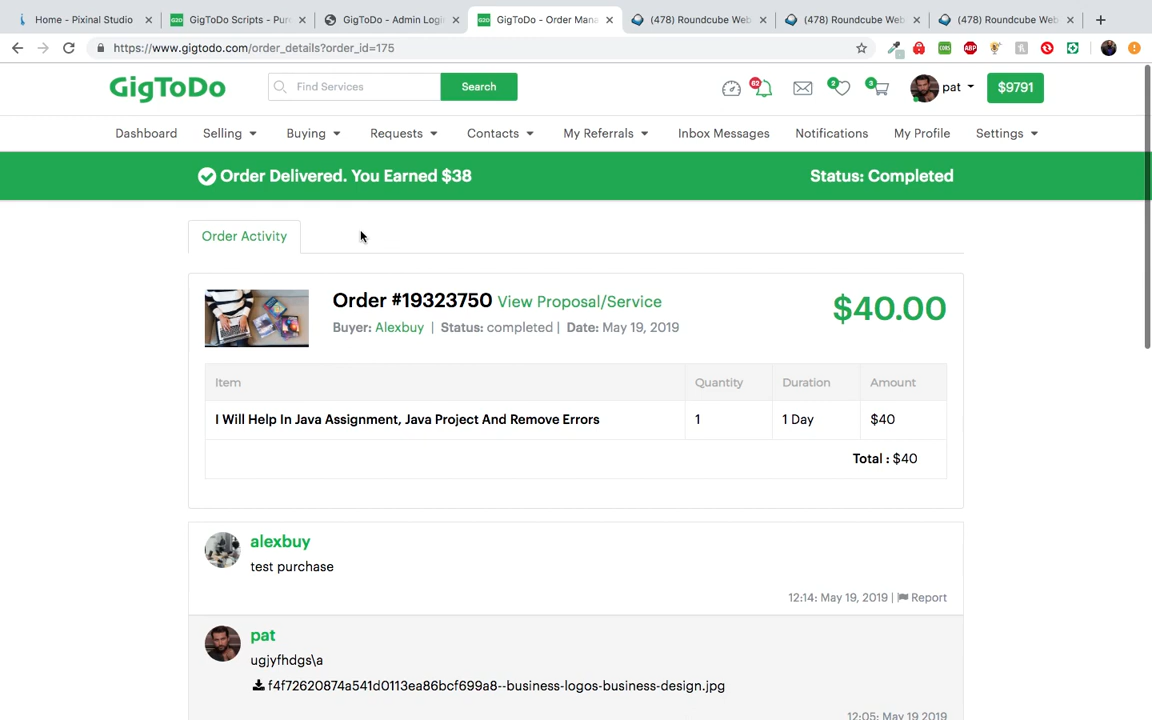 Home - Pixinal Studio
GigToDo Scripts - Pur
GigToDo - Admin Logi
GigToDo - Order Mana
(478) Roundcube Web
(478) Roundcube Web
(478) Roundcube Web
https://www.gigtodo.com/order_details?order_id=175
GigToDo
Find Services
Search
62
2
3
pat
$9791
Dashboard
Selling
Buying
Requests
Contacts
My Referrals
Inbox Messages
Notifications
My Profile
Settings
Order Delivered. You Earned $38
Status: Completed
Order Activity
Order #19323750 View Proposal/Service
$40.00
Buyer: Alexbuy | Status: completed | Date: May 19, 2019
Item Quantity Duration Amount
I Will Help In Java Assignment, Java Project And Remove Errors 1 1 Day $40
Total : $40
alexbuy
test purchase
12:14: May 19, 2019 | Report
pat
ugjyfhdgs\a
f4f72620874a541d0113ea86bcf699a8--business-logos-business-design.jpg
12:05: May 19 2019